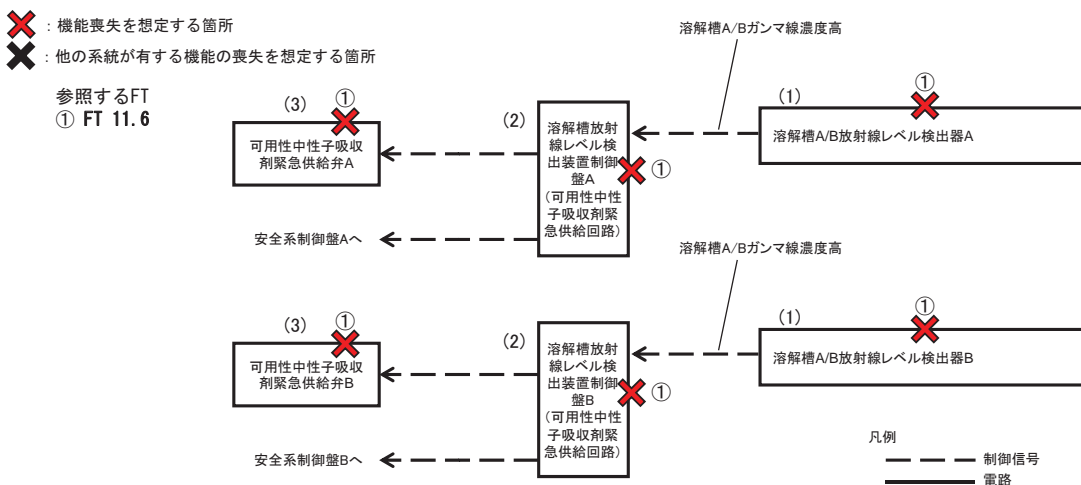 ：機能喪失を想定する箇所
：他の系統が有する機能の喪失を想定する箇所
参照するFT
① FT 11.6
溶解槽A/Bガンマ線濃度高
(1)
①
溶解槽A/B放射線レベル検出器A
(2)
溶解槽放射
線レベル検
出装置制御
盤A
(可用性中性
子吸収剤緊
急供給回路)
①
(3)
①
可用性中性子吸収
剤緊急供給弁A
安全系制御盤Aへ
溶解槽A/Bガンマ線濃度高
(1)
①
溶解槽A/B放射線レベル検出器B
(2)
溶解槽放射
線レベル検
出装置制御
盤B
(可用性中性
子吸収剤緊
急供給回路)
①
(3)
①
可用性中性子吸収
剤緊急供給弁B
安全系制御盤Bへ
凡例
制御信号
電路